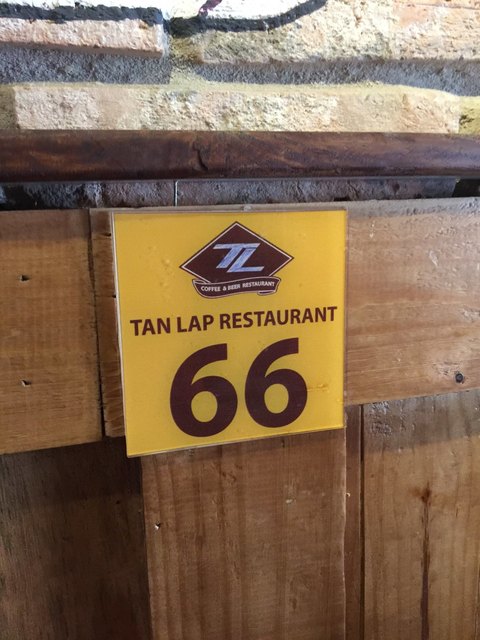 TL
COFFEE & BEER RESTAURANT
TAN LAP RESTAURANT
66